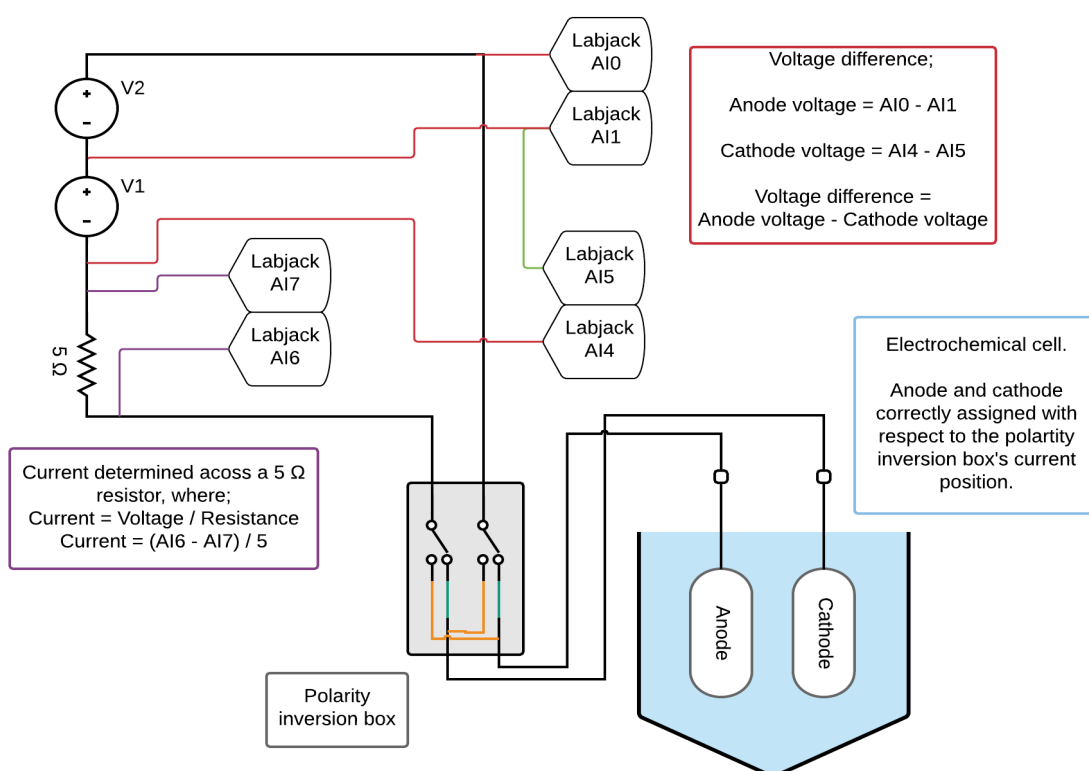 Labjack
AI0
V2
+
−
Labjack
AI1
V1
+
−
Voltage difference;
Anode voltage = AI0 - AI1
Cathode voltage = AI4 - AI5
Voltage difference =
Anode voltage - Cathode voltage
Labjack
AI7
Labjack
AI6
Labjack
AI5
Labjack
AI4
5 Ω
Electrochemical cell.
Anode and cathode
correctly assigned with
respect to the polartity
inversion box's current
position.
Current determined acoss a 5 Ω
resistor, where;
Current = Voltage / Resistance
Current = (AI6 - AI7) / 5
Anode
Cathode
Polarity
inversion box